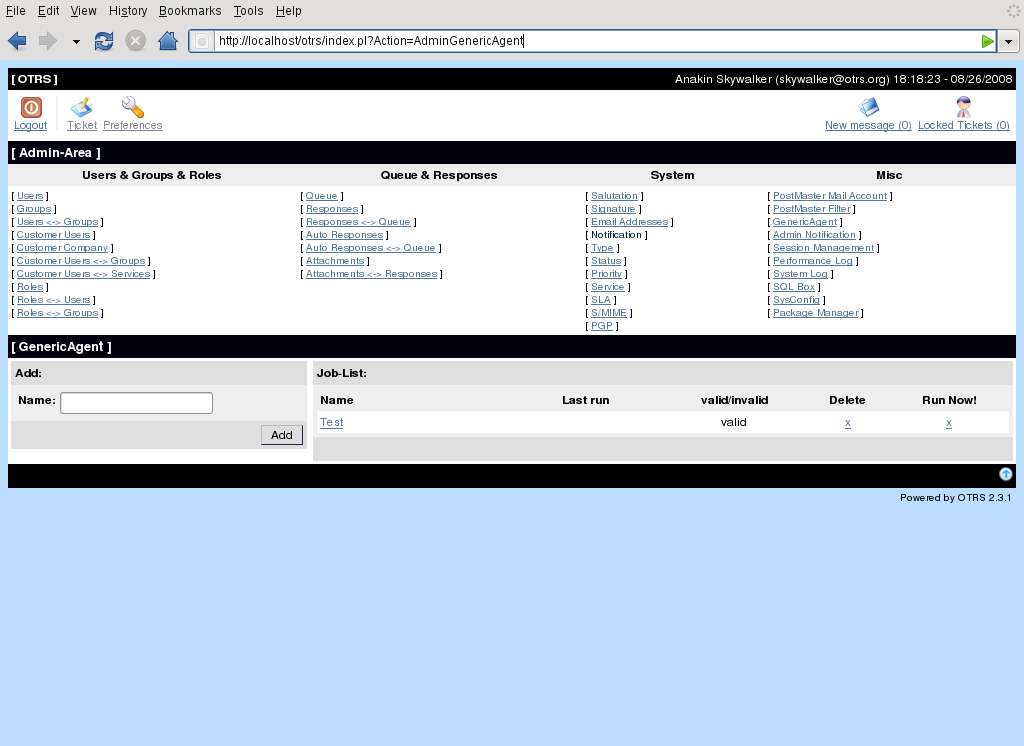 File Edit View History Bookmarks Tools Help
http://localhost/otrs/index.pl?Action=AdminGenericAgent
[ OTRS ] Anakin Skywalker (skywalker@otrs.org) 18:18:23 - 08/26/2008
Logout Ticket Preferences New message (0) Locked Tickets (0)
[ Admin-Area ]
Users & Groups & Roles Queue & Responses System Misc
[ Users ] [ Queue ] [ Salutation ] [ PostMaster Mail Account ]
[ Groups ] [ Responses ] [ Signature ] [ PostMaster Filter ]
[ Users <-> Groups ] [ Responses <-> Queue ] [ Email Addresses ] [ GenericAgent ]
[ Customer Users ] [ Auto Responses ] [ Notification ] [ Admin Notification ]
[ Customer Company ] [ Auto Responses <-> Queue ] [ Type ] [ Session Management ]
[ Customer Users <-> Groups ] [ Attachments ] [ Status ] [ Performance Log ]
[ Customer Users <-> Services ] [ Attachments <-> Responses ] [ Priority ] [ System Log ]
[ Roles ] [ Service ] [ SQL Box ]
[ Roles <-> Users ] [ SLA ] [ SysConfig ]
[ Roles <-> Groups ] [ S/MIME ] [ Package Manager ]
[ PGP ]
[ GenericAgent ]
Add: Job-List:
Name: Name Last run valid/invalid Delete Run Now!
Test valid x x
Add
Powered by OTRS 2.3.1